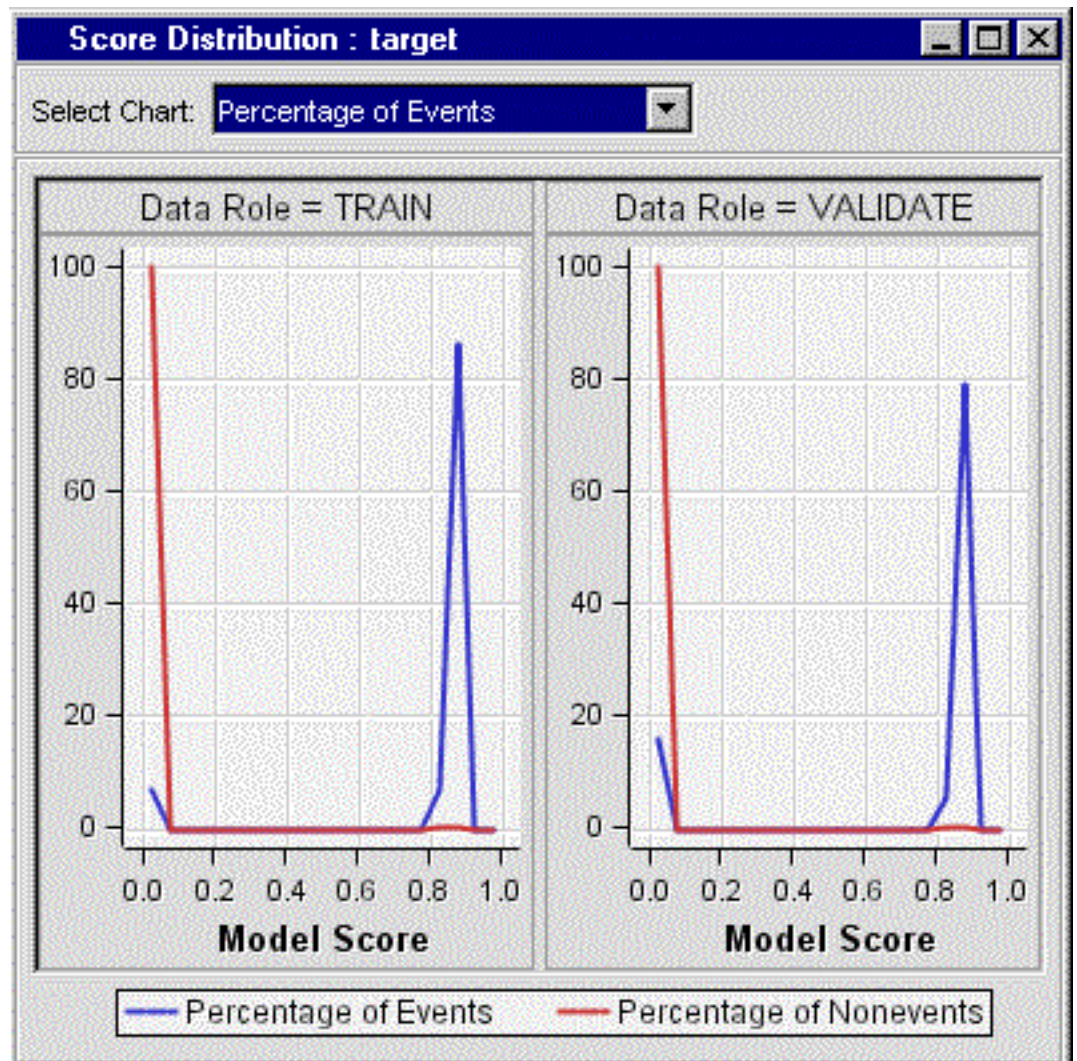 Score Distribution : target
Select Chart: Percentage of Events
Data Role = TRAIN
100
80
60
40
20
0
0.0 0.2 0.4 0.6 0.8 1.0
Model Score
Data Role = VALIDATE
100
80
60
40
20
0
0.0 0.2 0.4 0.6 0.8 1.0
Model Score
Percentage of Events Percentage of Nonevents